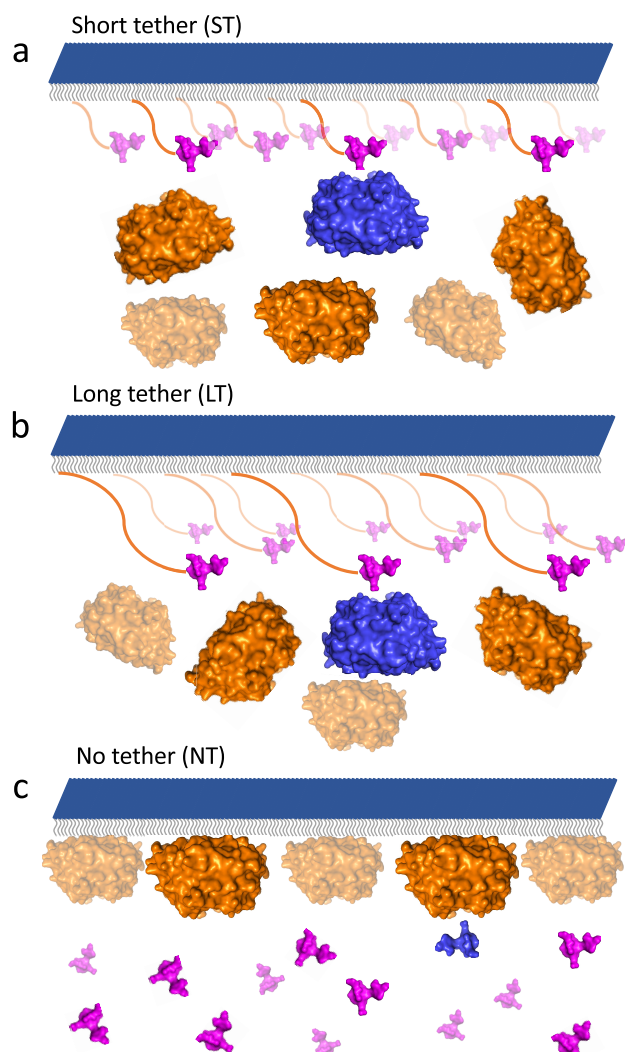 Short tether (ST)
a
Long tether (LT)
b
No tether (NT)
c